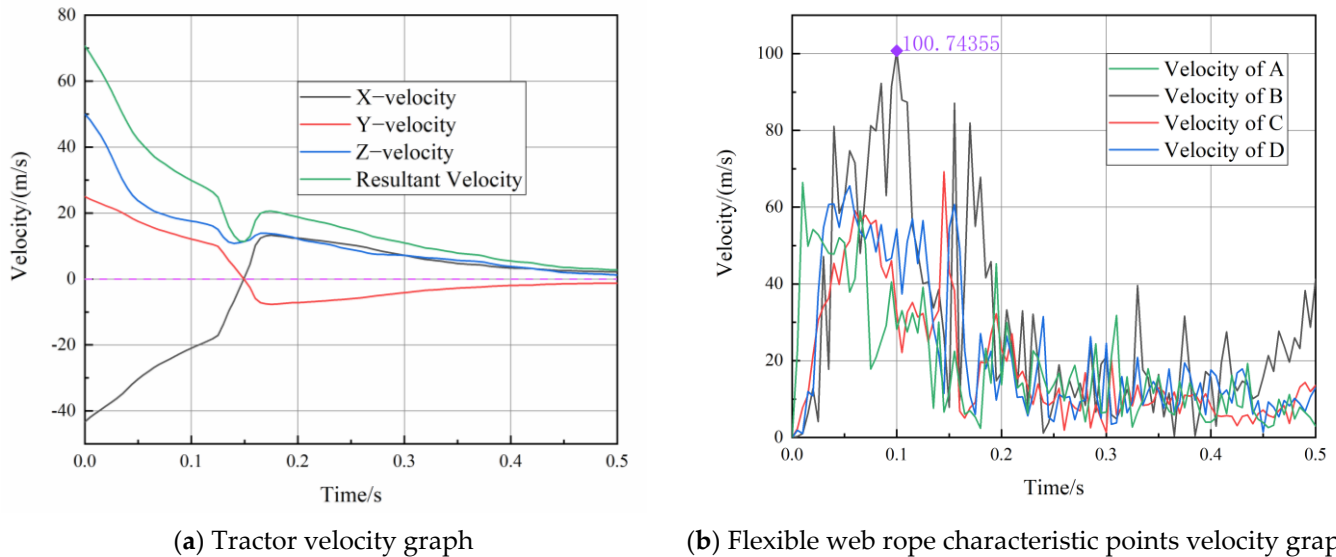 80
60
40
20
0
-20
-40
0.0
0.1
0.2
0.3
0.4
0.5
Velocity/(m/s)
Time/s
X−velocity
Y−velocity
Z−velocity
Resultant Velocity
(a) Tractor velocity graph
100
80
60
40
20
0
0.0
0.1
0.2
0.3
0.4
0.5
Velocity/(m/s)
Time/s
100.74355
Velocity of A
Velocity of B
Velocity of C
Velocity of D
(b) Flexible web rope characteristic points velocity grap